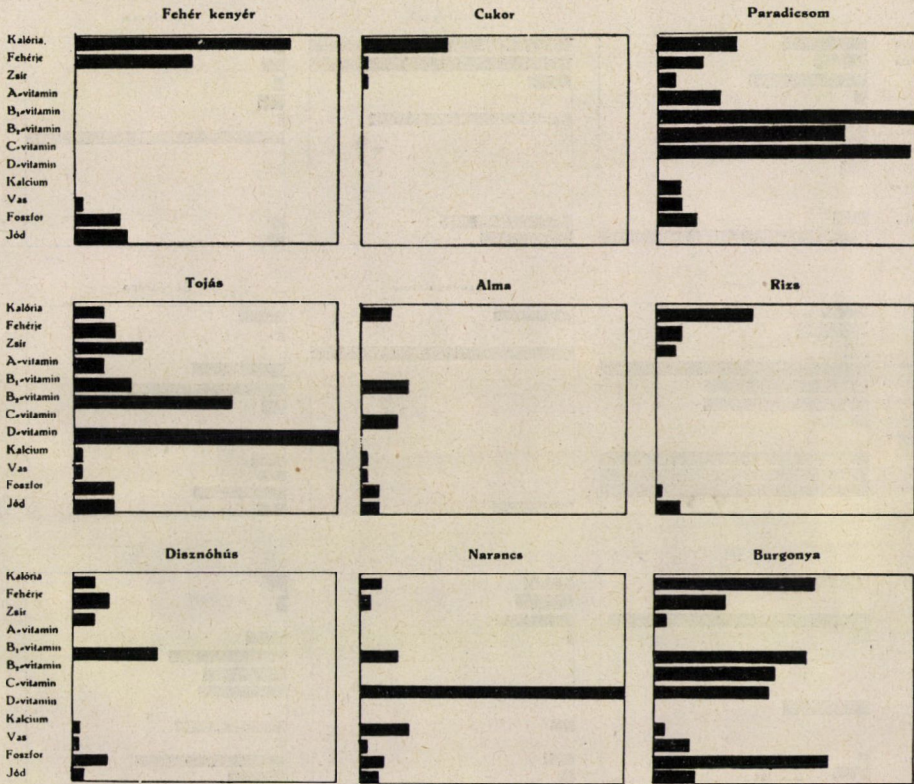 Fehér kenyér
Cukor
Paradicsom
Kalória
Fehérje
Zsír
A-vitamin
B₁-vitamin
B₂-vitamin
C-vitamin
D-vitamin
Kalcium
Vas
Foszfor
Jód
Tojás
Alma
Rizs
Kalória
Fehérje
Zsír
A-vitamin
B₁-vitamin
B₂-vitamin
C-vitamin
D-vitamin
Kalcium
Vas
Foszfor
Jód
Disznóhús
Narancs
Burgonya
Kalória
Fehérje
Zsír
A-vitamin
B₁-vitamin
B₂-vitamin
C-vitamin
D-vitamin
Kalcium
Vas
Foszfor
Jód